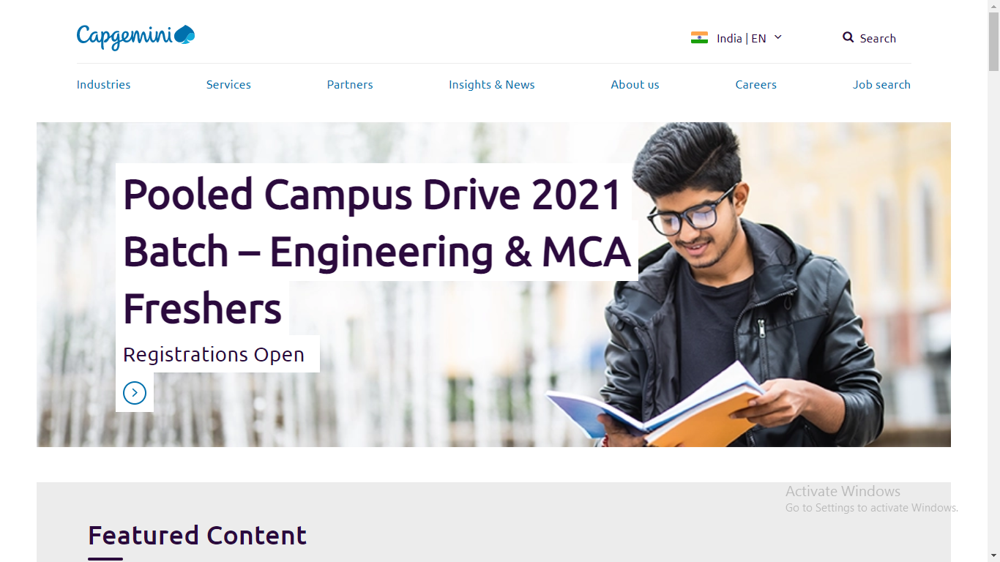 Capgemini
India | EN
Search
Industries
Services
Partners
Insights & News
About us
Careers
Job search
Pooled Campus Drive 2021
Batch – Engineering & MCA
Freshers
Registrations Open
Featured Content
Activate Windows
Go to Settings to activate Windows.